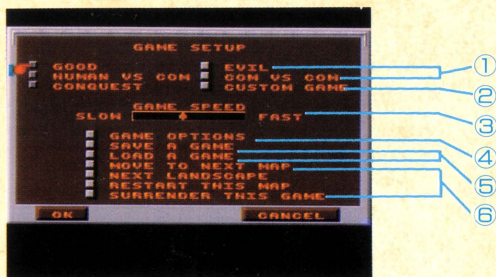 GAME SETUP
GOOD EVIL ①
HUMAN VS COM COM VS COM
CONQUEST CUSTOM GAME ②
GAME SPEED
SLOW FAST ③
GAME OPTIONS ④
SAVE A GAME
LOAD A GAME ⑤
MOVE TO NEXT MAP
NEXT LANDSCAPE ⑥
RESTART THIS MAP
SURRENDER THIS GAME
OK CANCEL